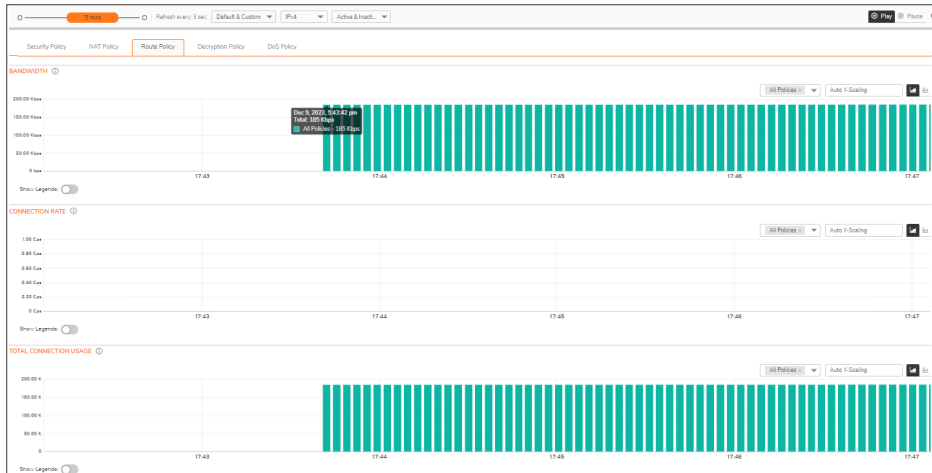 5 mins
Refresh every: 3 sec
Default & Custom
IPv4
Active & Inacti...
Play
Pause
Security Policy
NAT Policy
Route Policy
Decryption Policy
DoS Policy
BANDWIDTH
All Policies ×
Auto Y-Scaling
200.00 Kbps
150.00 Kbps
100.00 Kbps
50.00 Kbps
0 bps
Dec 9, 2023, 5:43:42 pm
Total: 185 Kbps
All Policies - 185 Kbps
17:43
17:44
17:45
17:46
17:47
Show Legends:
CONNECTION RATE
All Policies ×
Auto Y-Scaling
1.00 Cps
0.80 Cps
0.60 Cps
0.40 Cps
0.20 Cps
0 Cps
17:43
17:44
17:45
17:46
17:47
Show Legends:
TOTAL CONNECTION USAGE
All Policies ×
Auto Y-Scaling
200.00 K
150.00 K
100.00 K
50.00 K
0
17:43
17:44
17:45
17:46
17:47
Show Legends: